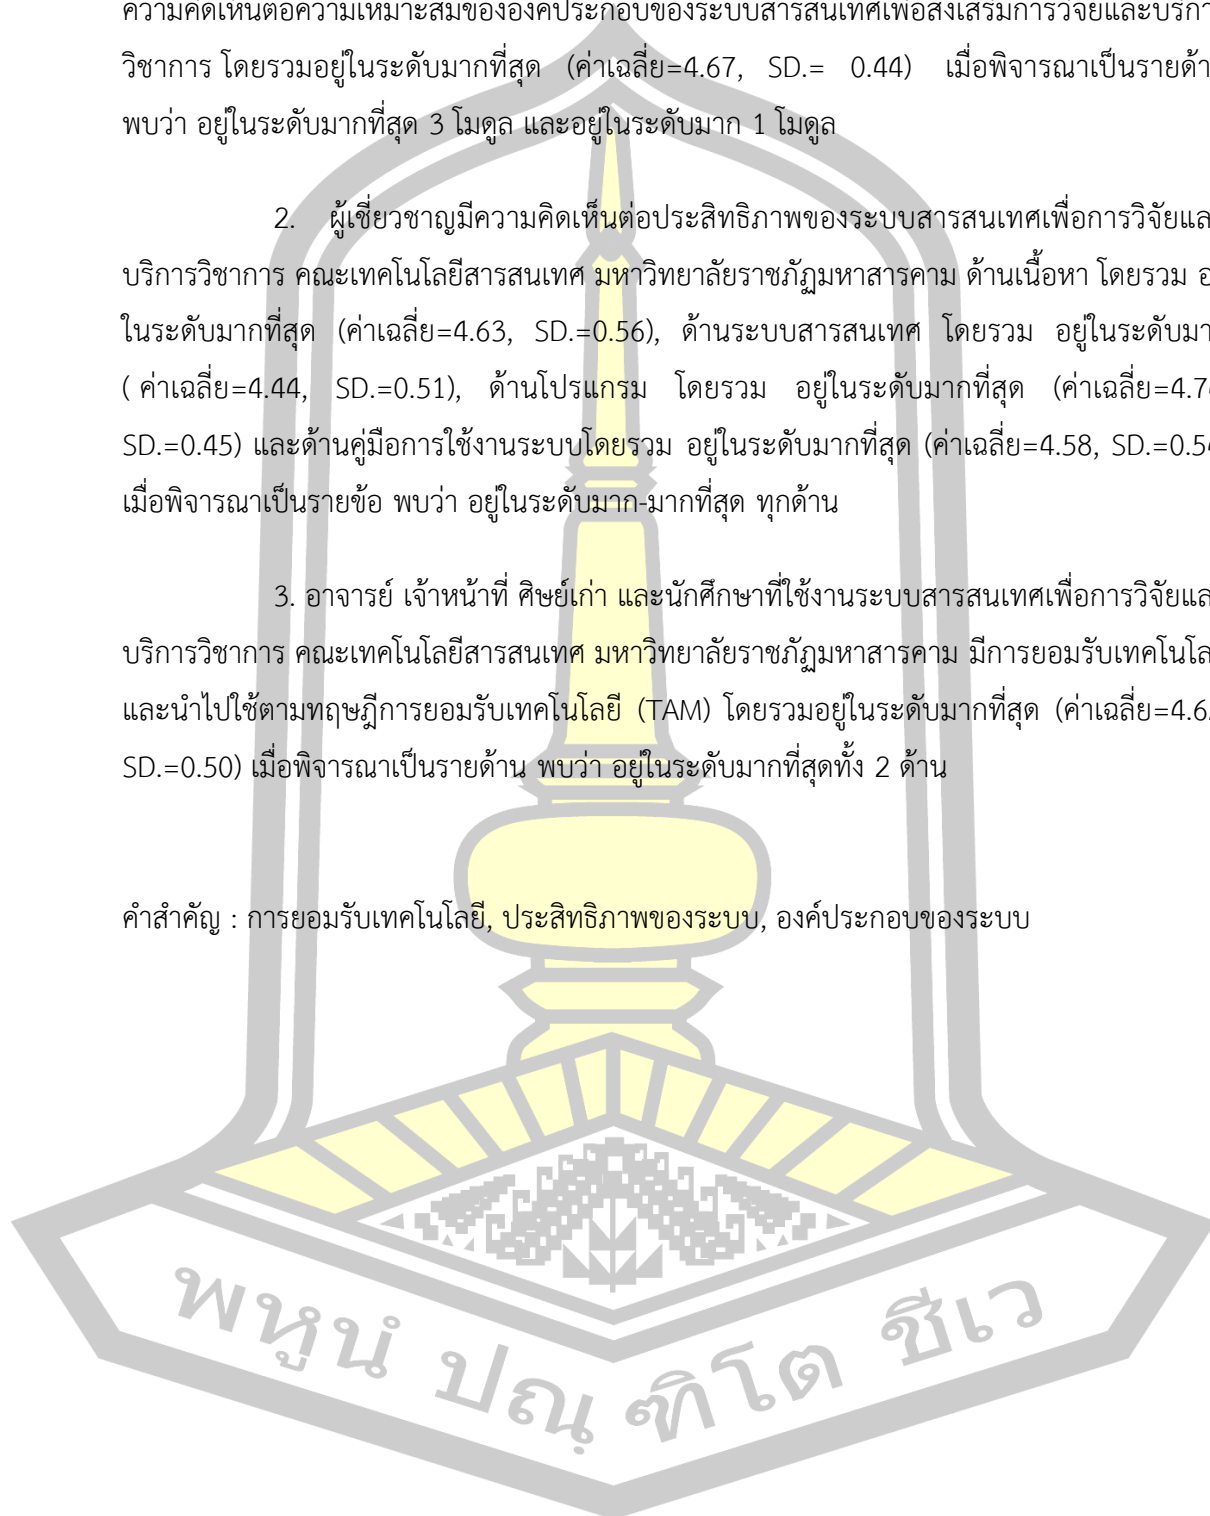 ความคิดเห็นต่อความเหมาะสมขององค์ประกอบของระบบสารสนเทศเพื่อส่งเสริมการวิจัยและบริกา
วิชาการ โดยรวมอยู่ในระดับมากที่สุด (ค่าเฉลี่ย=4.67, SD.= 0.44) เมื่อพิจารณาเป็นรายด้า
พบว่า อยู่ในระดับมากที่สุด 3 โมดูล และอยู่ในระดับมาก 1 โมดูล
2. ผู้เชี่ยวชาญมีความคิดเห็นต่อประสิทธิภาพของระบบสารสนเทศเพื่อการวิจัยและ
บริการวิชาการ คณะเทคโนโลยีสารสนเทศ มหาวิทยาลัยราชภัฏมหาสารคาม ด้านเนื้อหา โดยรวม อ
ในระดับมากที่สุด (ค่าเฉลี่ย=4.63, SD.=0.56), ด้านระบบสารสนเทศ โดยรวม อยู่ในระดับมา
( ค่าเฉลี่ย=4.44, SD.=0.51), ด้านโปรแกรม โดยรวม อยู่ในระดับมากที่สุด (ค่าเฉลี่ย=4.7
SD.=0.45) และด้านคู่มือการใช้งานระบบโดยรวม อยู่ในระดับมากที่สุด (ค่าเฉลี่ย=4.58, SD.=0.5
เมื่อพิจารณาเป็นรายข้อ พบว่า อยู่ในระดับมาก-มากที่สุด ทุกด้าน
3. อาจารย์ เจ้าหน้าที่ ศิษย์เก่า และนักศึกษาที่ใช้งานระบบสารสนเทศเพื่อการวิจัยและ
บริการวิชาการ คณะเทคโนโลยีสารสนเทศ มหาวิทยาลัยราชภัฏมหาสารคาม มีการยอมรับเทคโนโล
และนำไปใช้ตามทฤษฎีการยอมรับเทคโนโลยี (TAM) โดยรวมอยู่ในระดับมากที่สุด (ค่าเฉลี่ย=4.6
SD.=0.50) เมื่อพิจารณาเป็นรายด้าน พบว่า อยู่ในระดับมากที่สุดทั้ง 2 ด้าน
คำสำคัญ : การยอมรับเทคโนโลยี, ประสิทธิภาพของระบบ, องค์ประกอบของระบบ
พหูนํ ปณฺฑิโต ชีเว